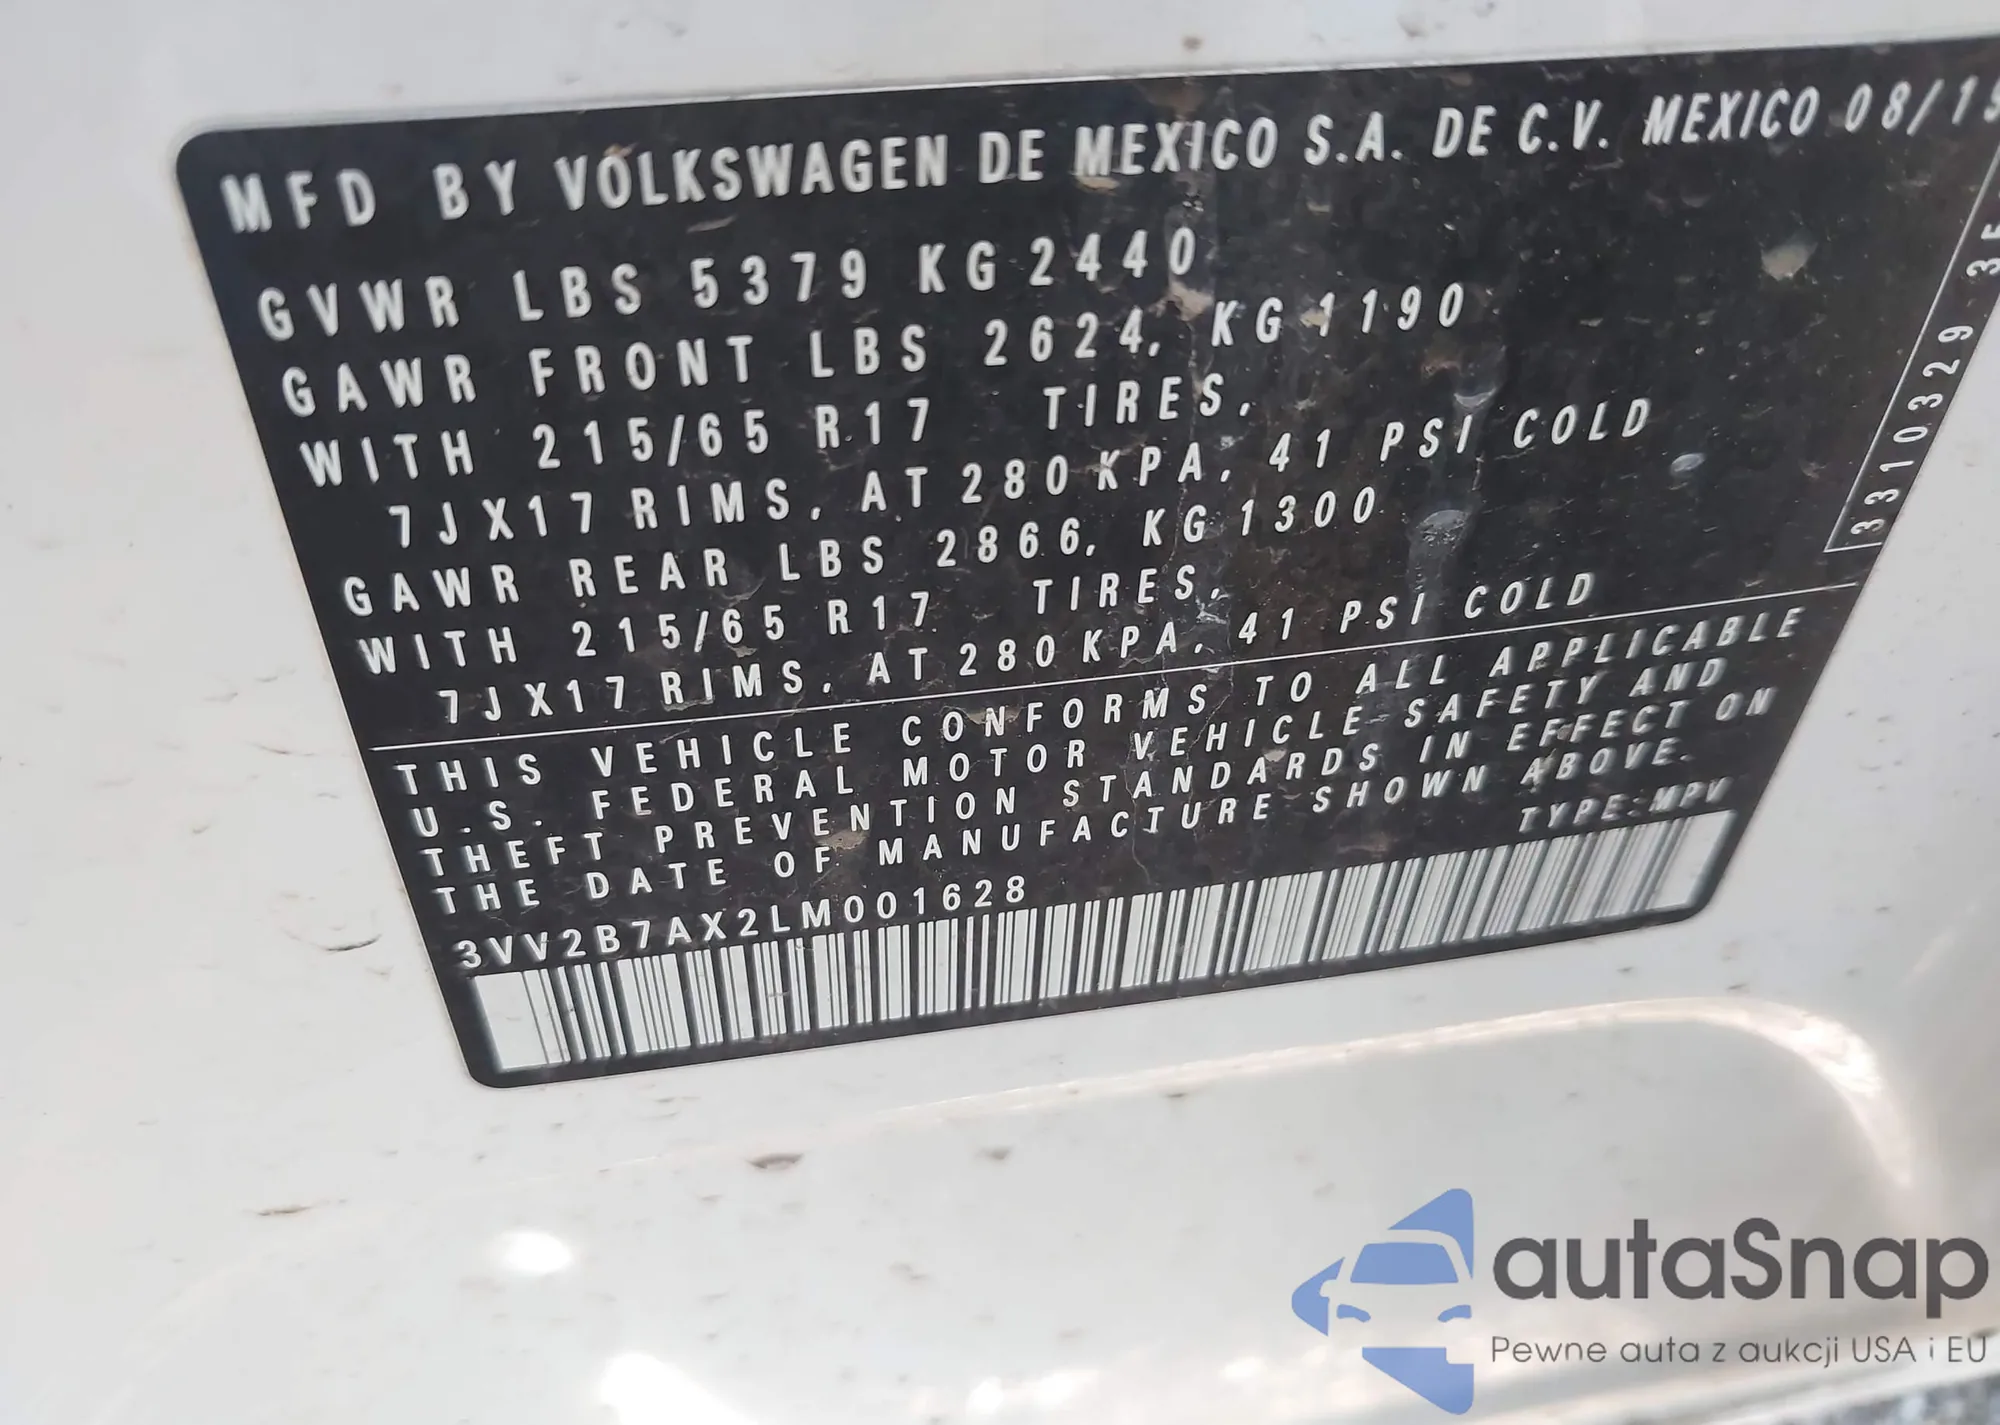 MFD BY VOLKSWAGEN DE MEXICO S.A. DE C.V. MEXICO 08/19
GVWR LBS 5379 KG 2440
GAWR FRONT LBS 2624, KG 1190
WITH 215/65 R17 TIRES,
7JX17 RIMS, AT 280 KPA, 41 PSI COLD
GAWR REAR LBS 2866, KG 1300
WITH 215/65 R17 TIRES,
7JX17 RIMS, AT 280 KPA, 41 PSI COLD
THIS VEHICLE CONFORMS TO ALL APPLICABLE
U.S. FEDERAL MOTOR VEHICLE SAFETY AND
THEFT PREVENTION STANDARDS IN EFFECT ON
THE DATE OF MANUFACTURE SHOWN ABOVE.
TYPE:MPV
3VV2B7AX2LM001628
3310329
autaSnap
Pewne auta z aukcji USA i EU